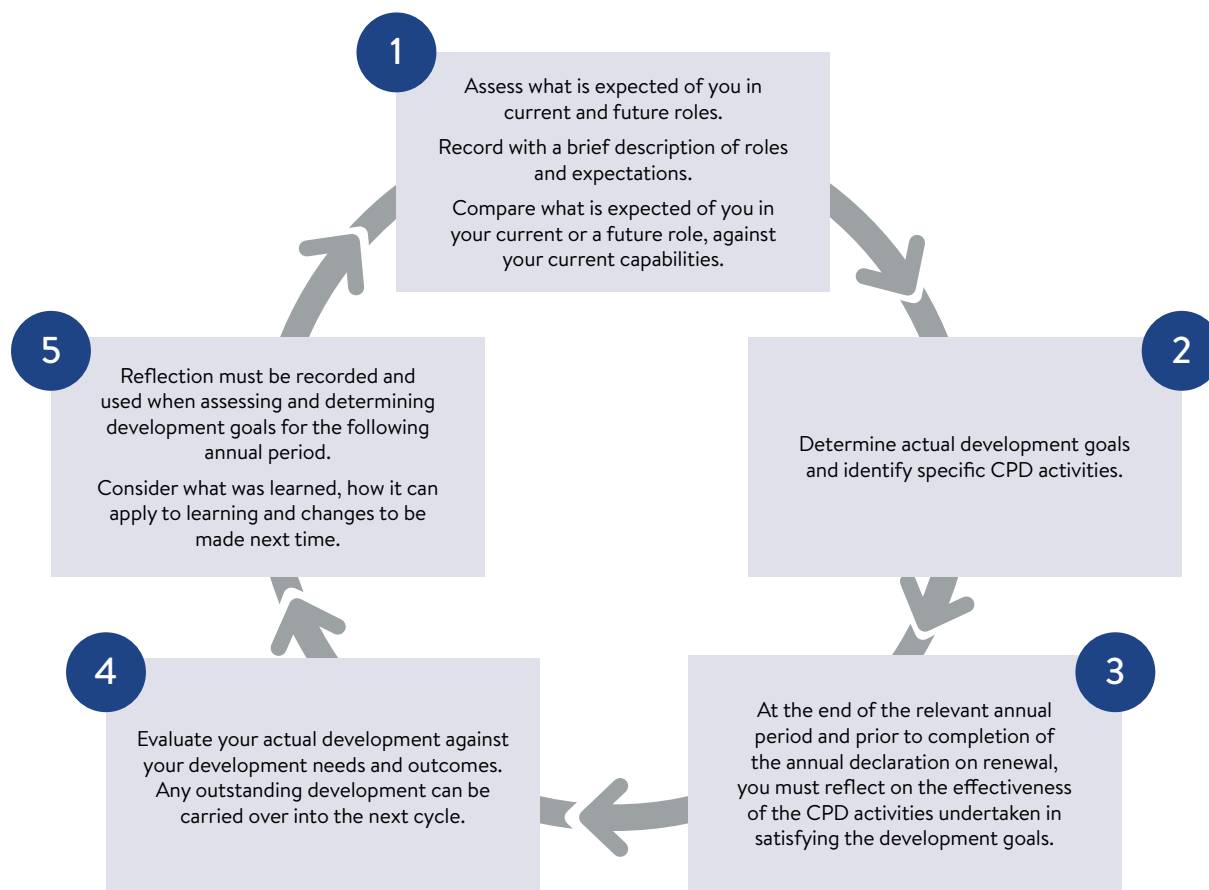 1
Assess what is expected of you in
current and future roles.
Record with a brief description of roles
and expectations.
Compare what is expected of you in
your current or a future role, against
your current capabilities.
2
Determine actual development goals
and identify specific CPD activities.
3
At the end of the relevant annual
period and prior to completion of
the annual declaration on renewal,
you must reflect on the effectiveness
of the CPD activities undertaken in
satisfying the development goals.
4
Evaluate your actual development against
your development needs and outcomes.
Any outstanding development can be
carried over into the next cycle.
5
Reflection must be recorded and
used when assessing and determining
development goals for the following
annual period.
Consider what was learned, how it can
apply to learning and changes to be
made next time.